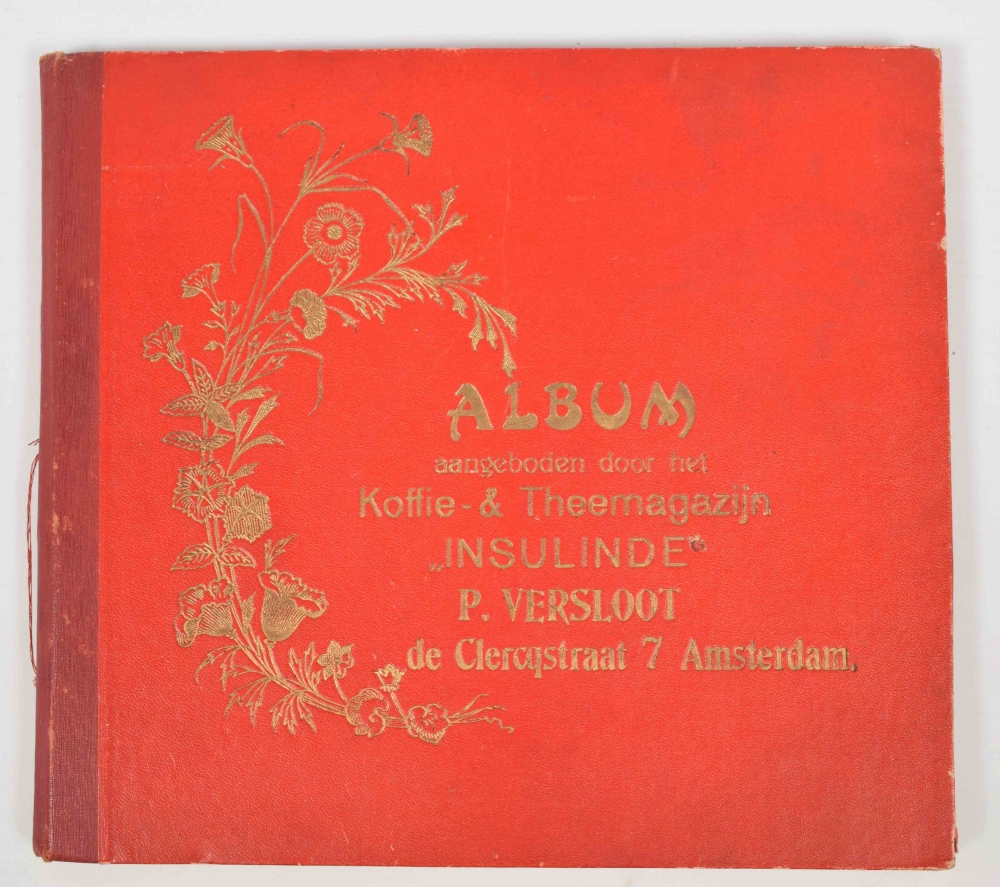 ALBUM
aangeboden door het
Koffie- & Theemagazijn
„INSULINDE“
P. VERSLOOT
de Clercqstraat 7 Amsterdam.